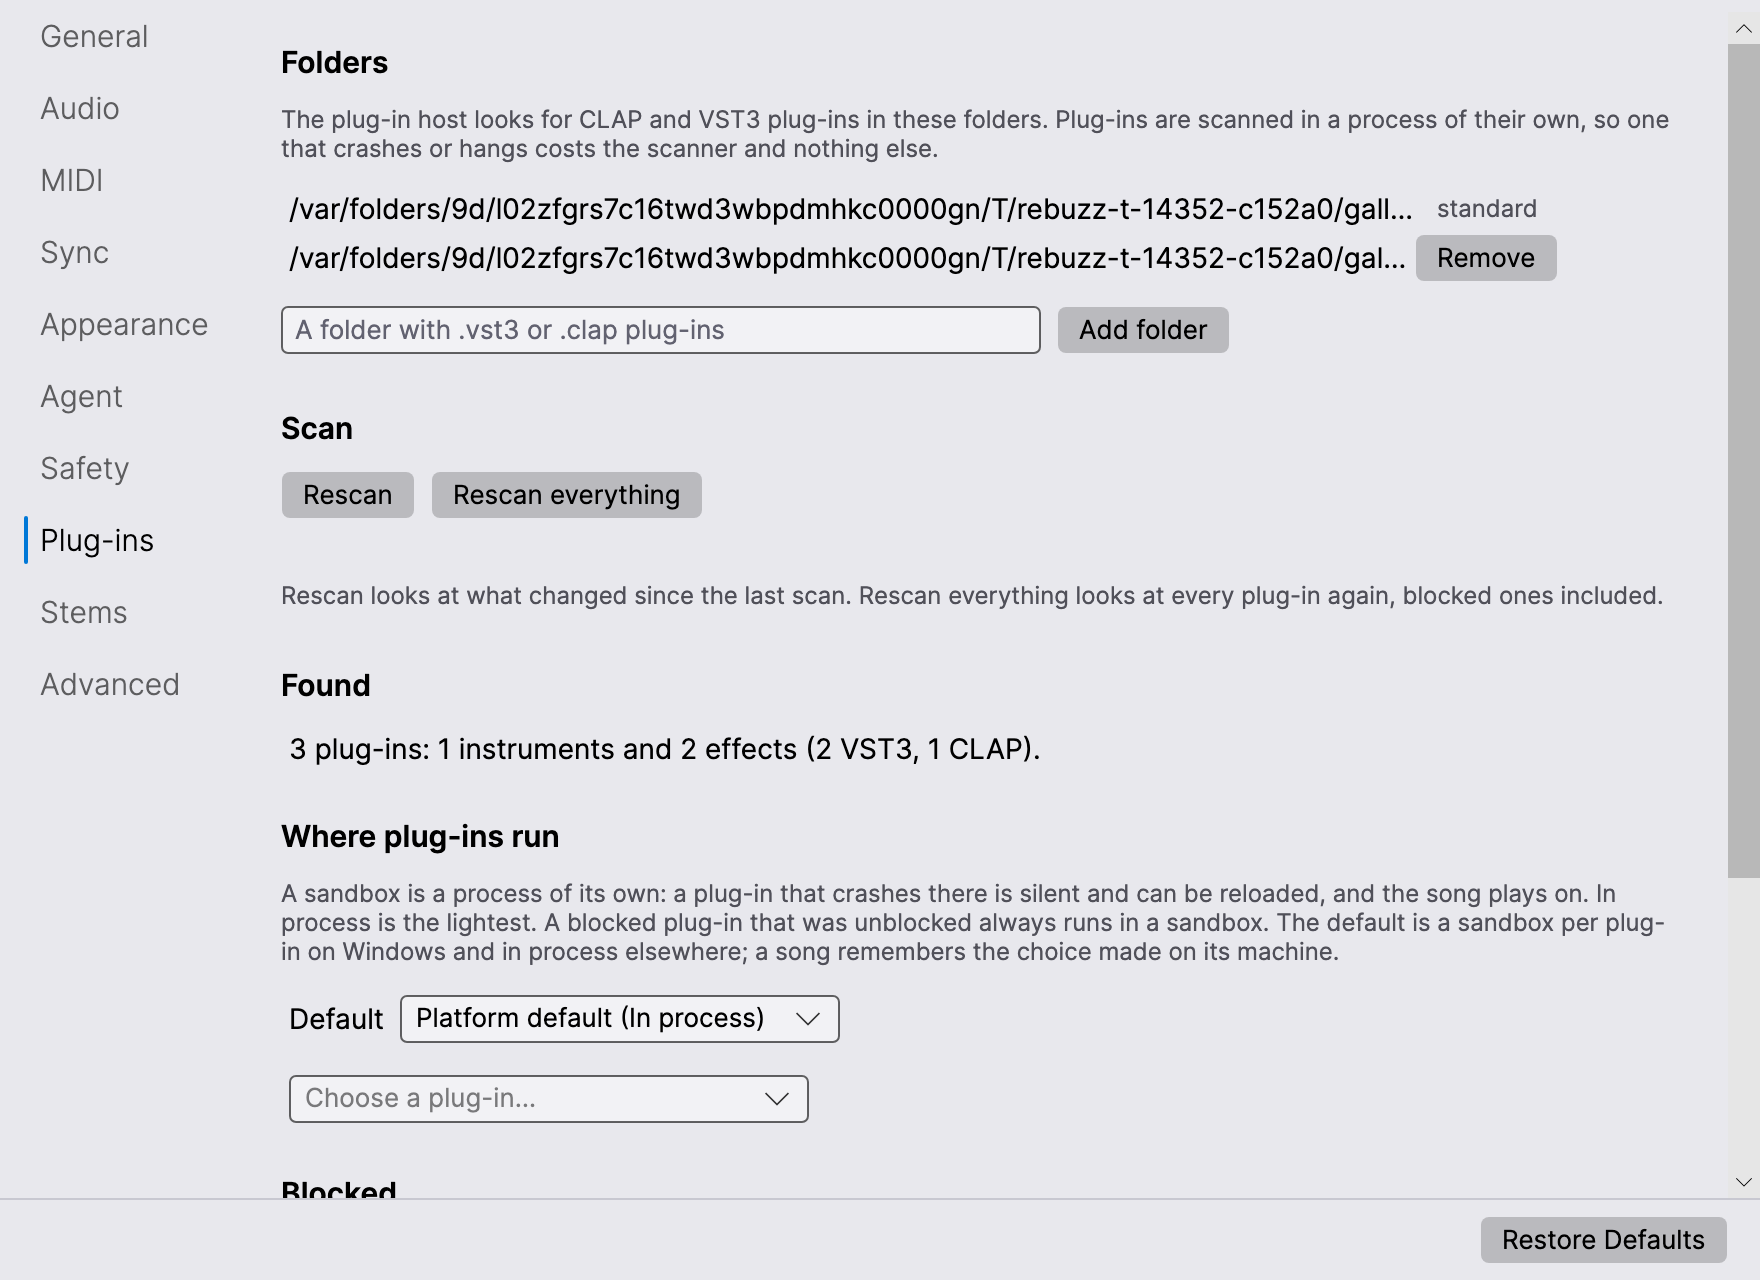 General
Audio
MIDI
Sync
Appearance
Agent
Safety
Plug-ins
Stems
Advanced
Folders
The plug-in host looks for CLAP and VST3 plug-ins in these folders. Plug-ins are scanned in a process of their own, so one
that crashes or hangs costs the scanner and nothing else.
/var/folders/9d/l02zfgrs7c16twd3wbpdmhkc0000gn/T/rebuzz-t-14352-c152a0/gall... standard
/var/folders/9d/l02zfgrs7c16twd3wbpdmhkc0000gn/T/rebuzz-t-14352-c152a0/gal... Remove
A folder with .vst3 or .clap plug-ins Add folder
Scan
Rescan Rescan everything
Rescan looks at what changed since the last scan. Rescan everything looks at every plug-in again, blocked ones included.
Found
3 plug-ins: 1 instruments and 2 effects (2 VST3, 1 CLAP).
Where plug-ins run
A sandbox is a process of its own: a plug-in that crashes there is silent and can be reloaded, and the song plays on. In
process is the lightest. A blocked plug-in that was unblocked always runs in a sandbox. The default is a sandbox per plug-
in on Windows and in process elsewhere; a song remembers the choice made on its machine.
Default Platform default (In process)
Choose a plug-in...
Blocked
Restore Defaults